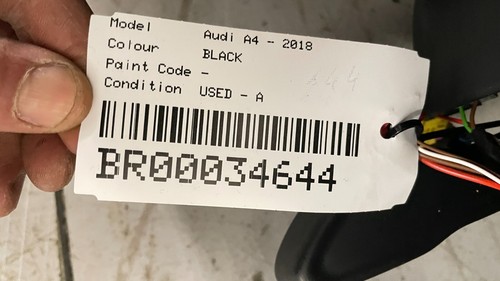 Model Audi A4 - 2018
Colour BLACK
Paint Code -
Condition USED - A
BR00034644